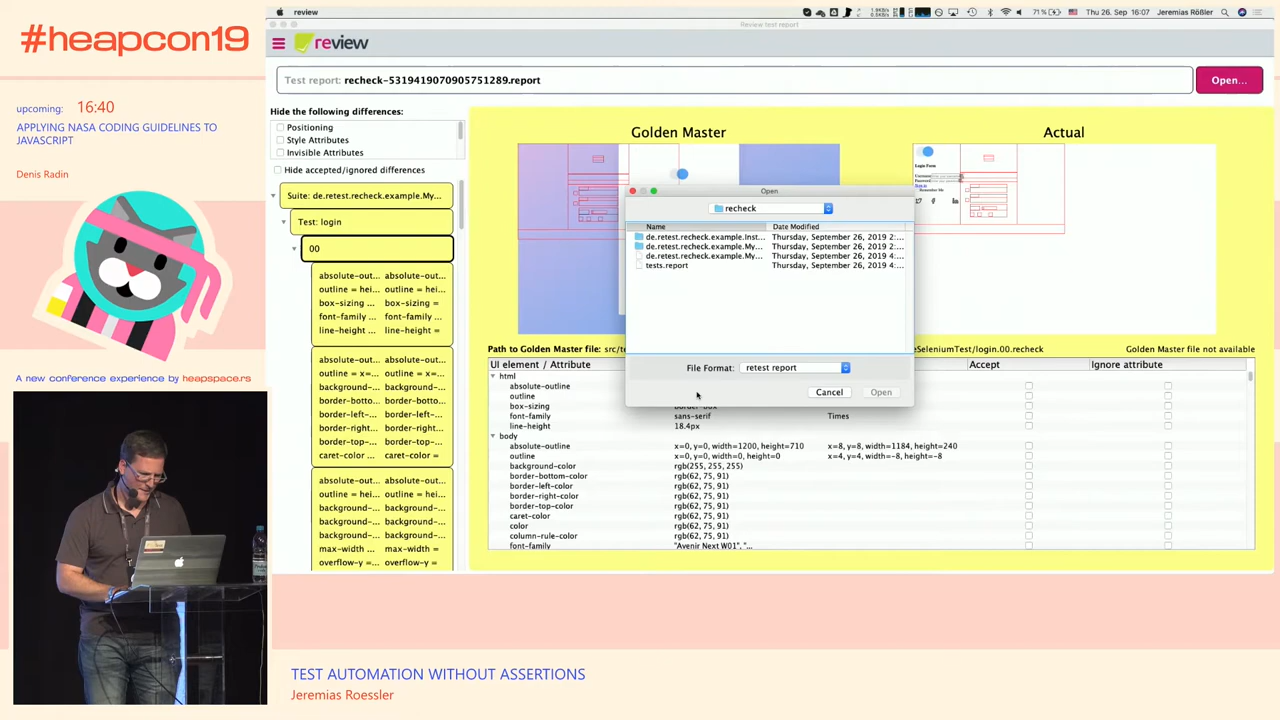 #heapcon19
upcoming: 16:40
APPLYING NASA CODING GUIDELINES TO
JAVASCRIPT
Denis Radin
A new conference experience by heapspace.rs
review
71 %
Thu 26. Sep 16:07
Jeremias Rößler
Review test report
review
Test report: recheck-5319419070905751289.report
Open...
Hide the following differences:
Positioning
Style Attributes
Invisible Attributes
Hide accepted/ignored differences
Suite: de.retest.recheck.example.My...
Test: login
00
absolute-out... absolute-out...
outline = hei... outline = hei...
box-sizing ... box-sizing =
font-family ... font-family =
line-height ... line-height =
absolute-out... absolute-out...
outline = x=... outline = x=...
background-... background-...
border-botto... border-botto...
border-left-... border-left-...
border-right... border-right...
border-top-... border-top-...
caret-color ... caret-color =
absolute-out... absolute-out...
outline = hei... outline = hei...
background-... background-...
background-... background-...
background-... background-...
max-width ... max-width =
overflow-y =... overflow-y =
Golden Master
Actual
Login Form
Open
recheck
Name Date Modified
de.retest.recheck.example.Inst... Thursday, September 26, 2019 2:...
de.retest.recheck.example.My... Thursday, September 26, 2019 2:...
de.retest.recheck.example.My... Thursday, September 26, 2019 4:...
tests.report Thursday, September 26, 2019 4:...
File Format: retest report
Cancel Open
Path to Golden Master file: src/te
eSeleniumTest/login.00.recheck
Golden Master file not available
UI element / Attribute
Accept
Ignore attribute
html
absolute-outline
outline
box-sizing border-box
font-family sans-serif Times
line-height 18.4px
body
absolute-outline x=0, y=0, width=1200, height=710 x=8, y=8, width=1184, height=240
outline x=0, y=0, width=0, height=0 x=4, y=4, width=-8, height=-8
background-color rgb(255, 255, 255)
border-bottom-color rgb(62, 75, 91)
border-left-color rgb(62, 75, 91)
border-right-color rgb(62, 75, 91)
border-top-color rgb(62, 75, 91)
caret-color rgb(62, 75, 91)
color rgb(62, 75, 91)
column-rule-color rgb(62, 75, 91)
font-family "Avenir Next W01", "...
TEST AUTOMATION WITHOUT ASSERTIONS
Jeremias Roessler